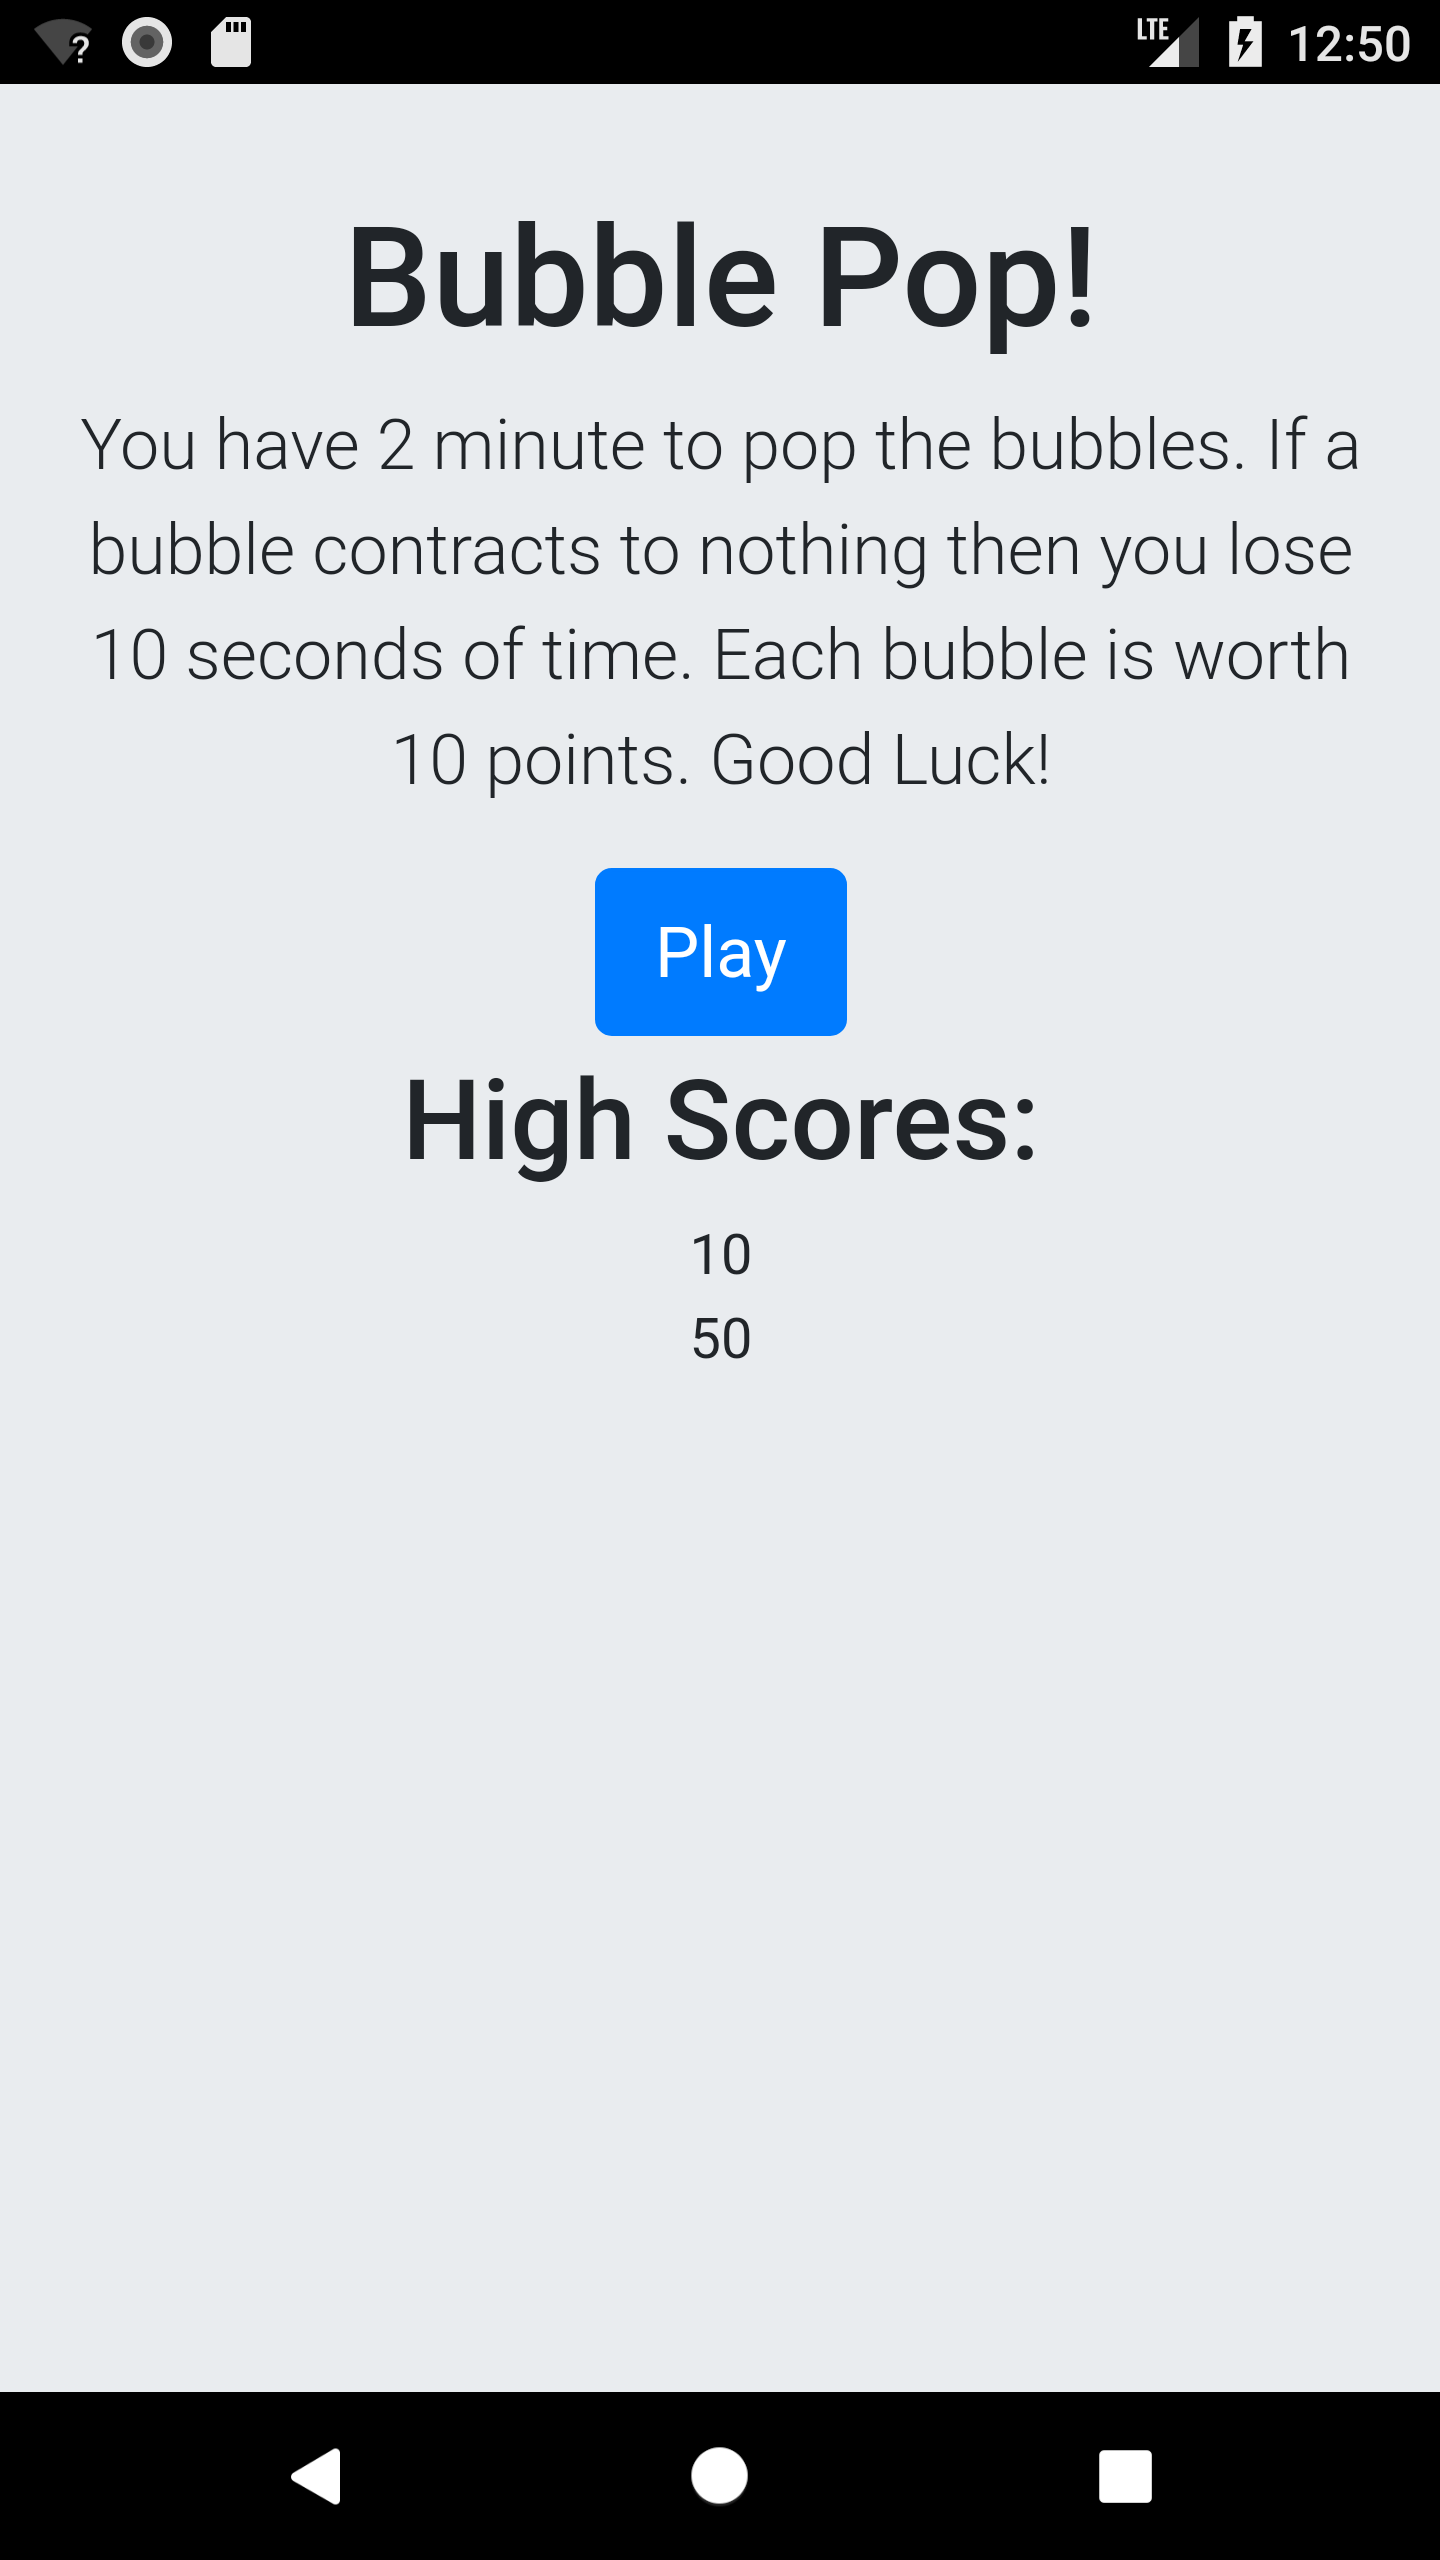 LTE 12:50
Bubble Pop!
You have 2 minute to pop the bubbles. If a
bubble contracts to nothing then you lose
10 seconds of time. Each bubble is worth
10 points. Good Luck!
Play
High Scores:
10
50